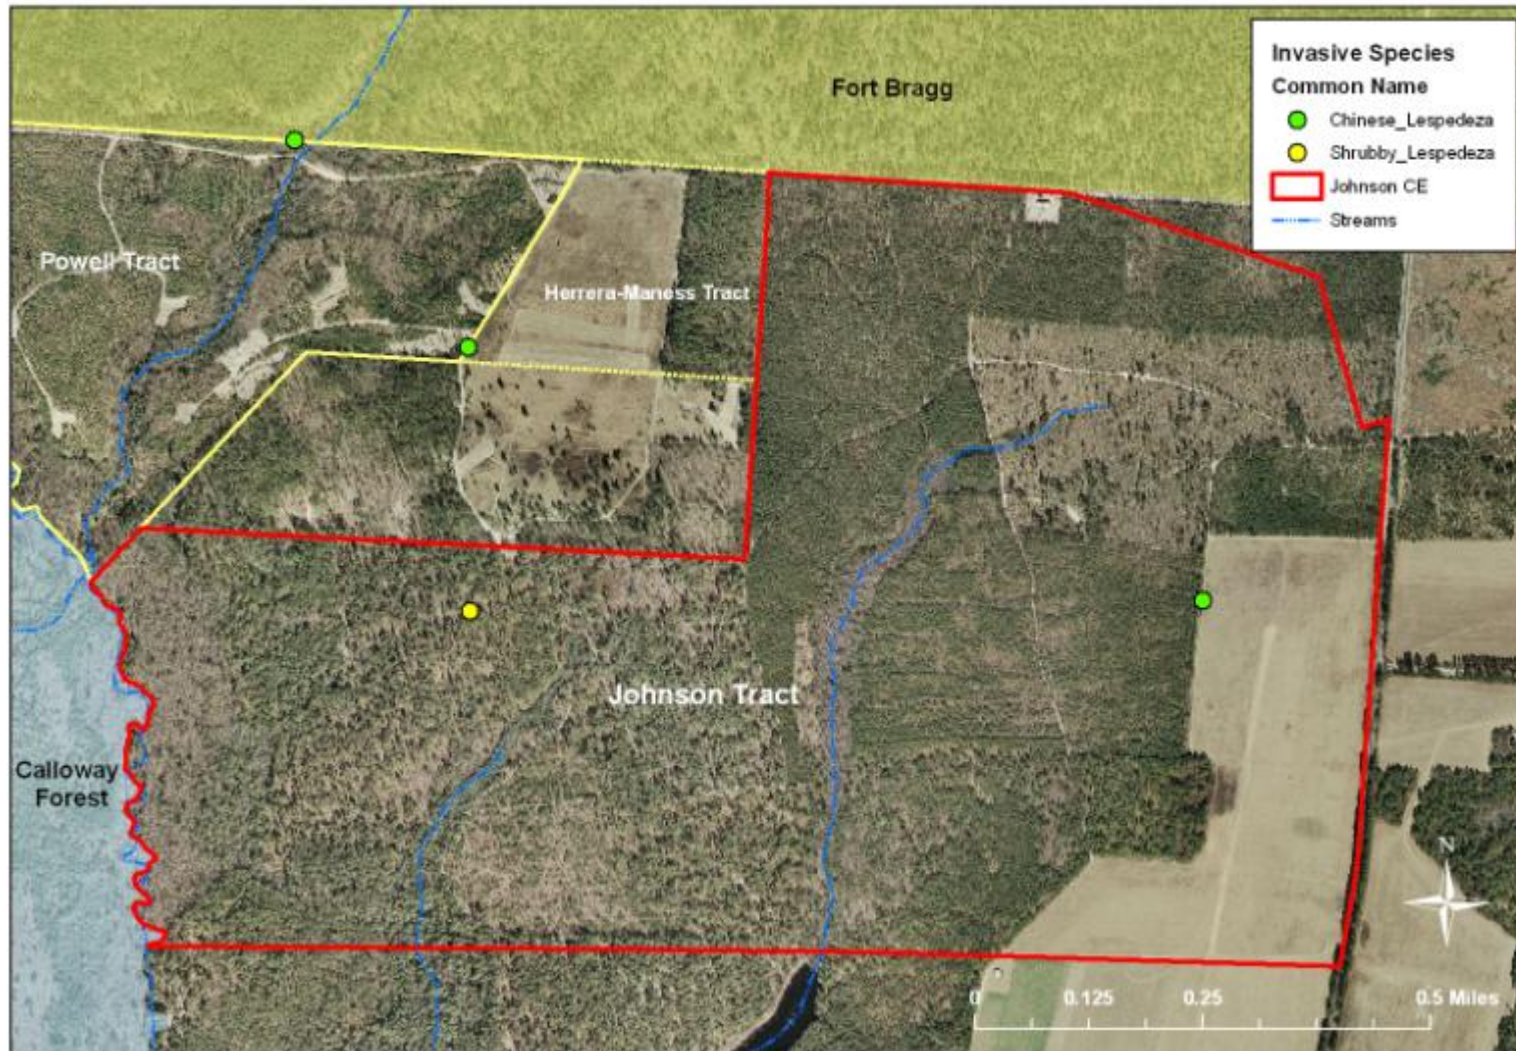 Fort Bragg
Invasive Species
Common Name
Chinese_Lespedeza
Shrubby_Lespedeza
Johnson CE
Streams
Powell Tract
Herrera-Maness Tract
Johnson Tract
Calloway
Forest
N
0 0.125 0.25 0.5 Miles